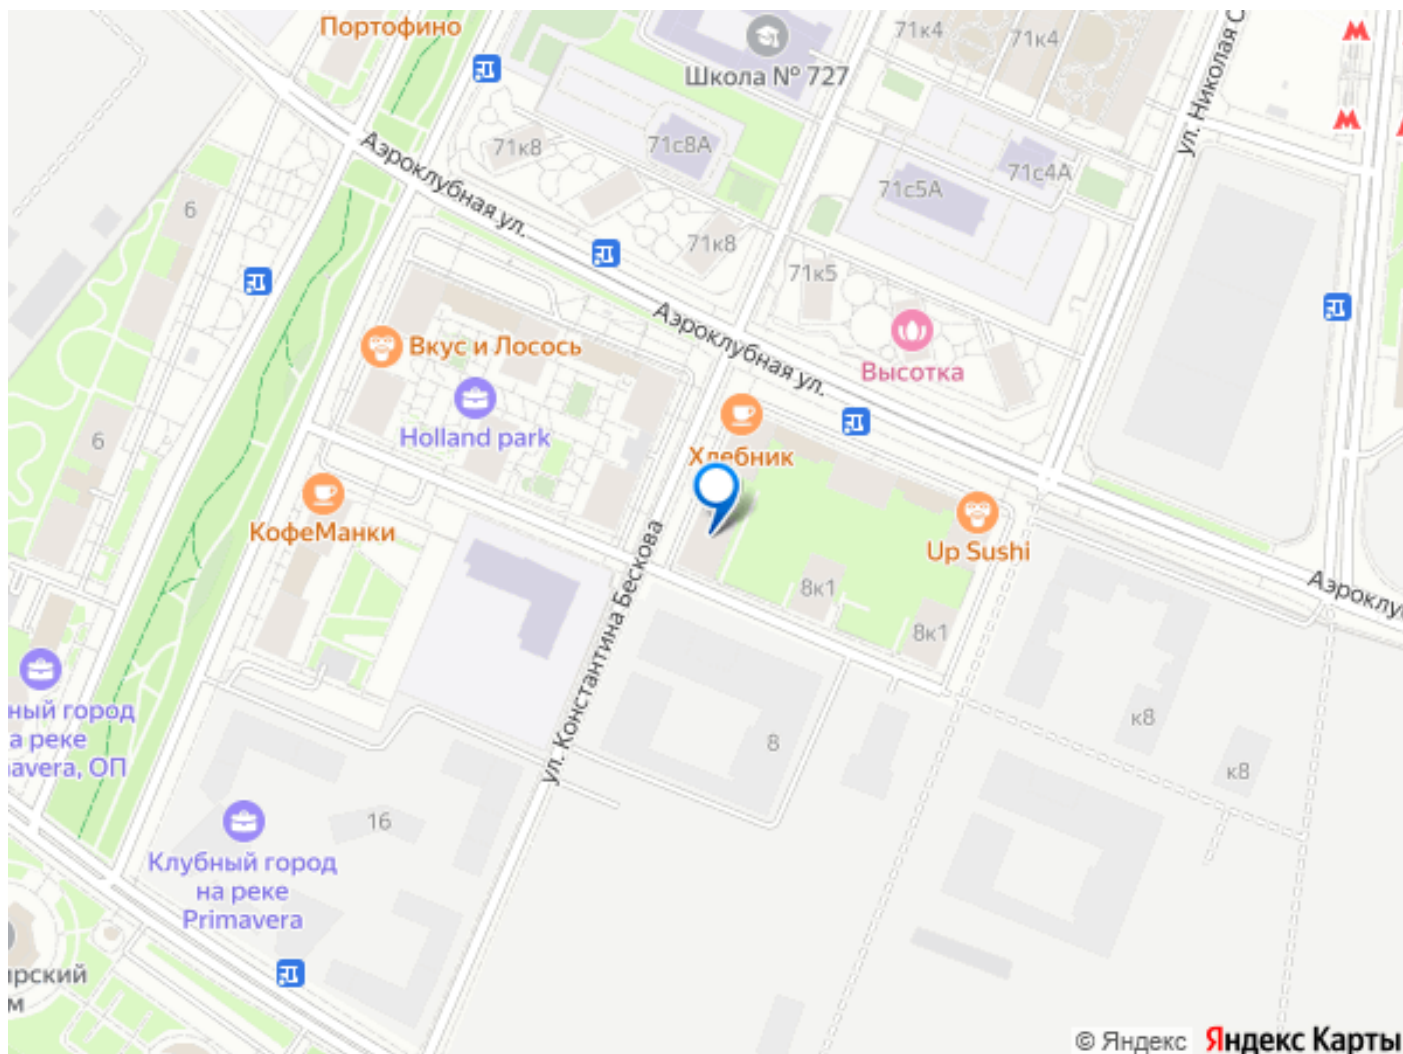 Портофино
Школа № 727
71к4
71к4
ул. Николая С
71к8
71с8А
71с4А
71с5А
Аэроклубная ул.
6
71к8
71к5
Аэроклубная ул.
Высотка
Вкус и Лосось
Holland park
6
Хлебник
КофеМанки
Up Sushi
ул. Константина Бескова
8к1
8к1
Аэроклу
ный город
а реке
avera, ОП
к8
8
к8
16
Клубный город
на реке
Primavera
рский
м
© Яндекс Яндекс Карты